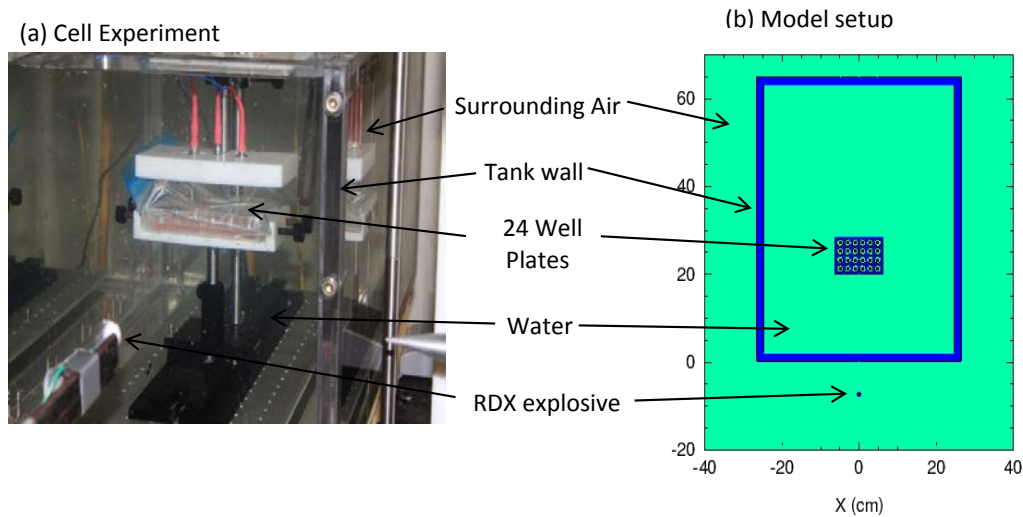 (a) Cell Experiment
(b) Model setup
Surrounding Air
Tank wall
24 Well
Plates
Water
RDX explosive
60
40
20
0
-20
-40
-20
0
20
40
X (cm)